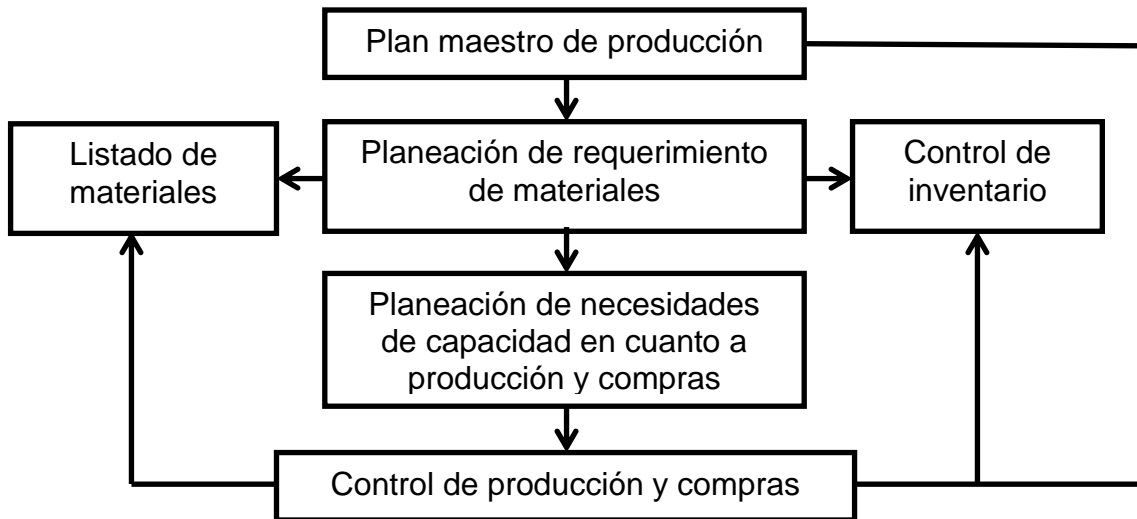 Plan maestro de producción
Listado de
materiales
Planeación de requerimiento
de materiales
Control de
inventario
Planeación de necesidades
de capacidad en cuanto a
producción y compras
Control de producción y compras